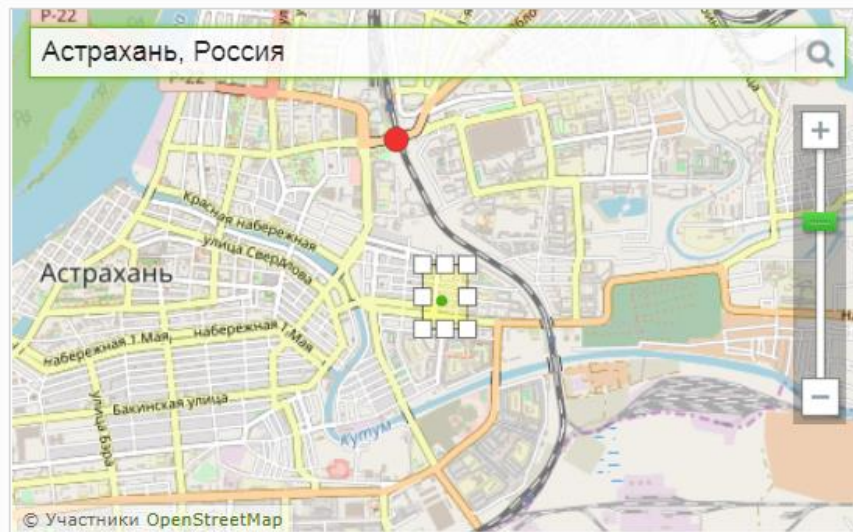 Р-22
Астрахань, Россия
Р-22
Красная набережная
улица Свердлова
Астрахань
набережная 1 Мая
набережная 1 Мая
Бакинская улица
улица Бэра
Кутум
© Участники OpenStreetMap